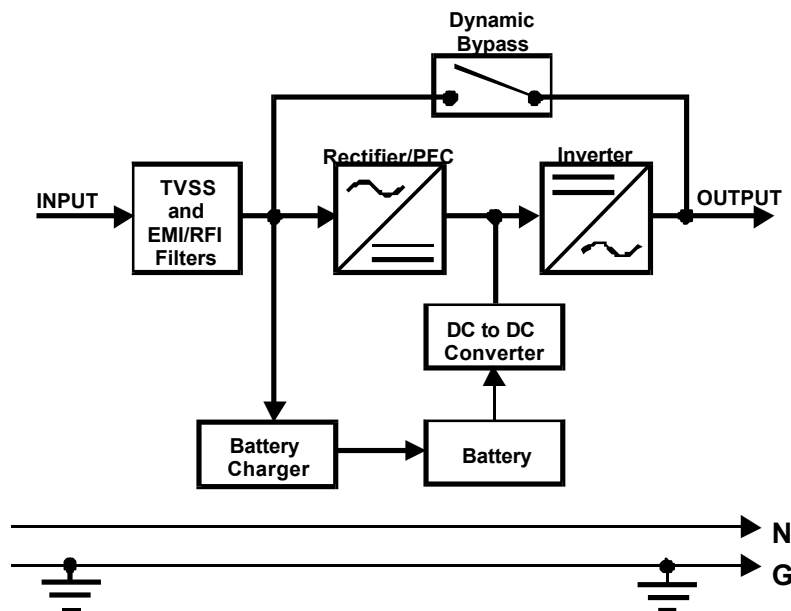 Dynamic
Bypass
Rectifier/PFC
Inverter
INPUT
TVSS
and
EMI/RFI
Filters
OUTPUT
DC to DC
Converter
Battery
Charger
Battery
N
G